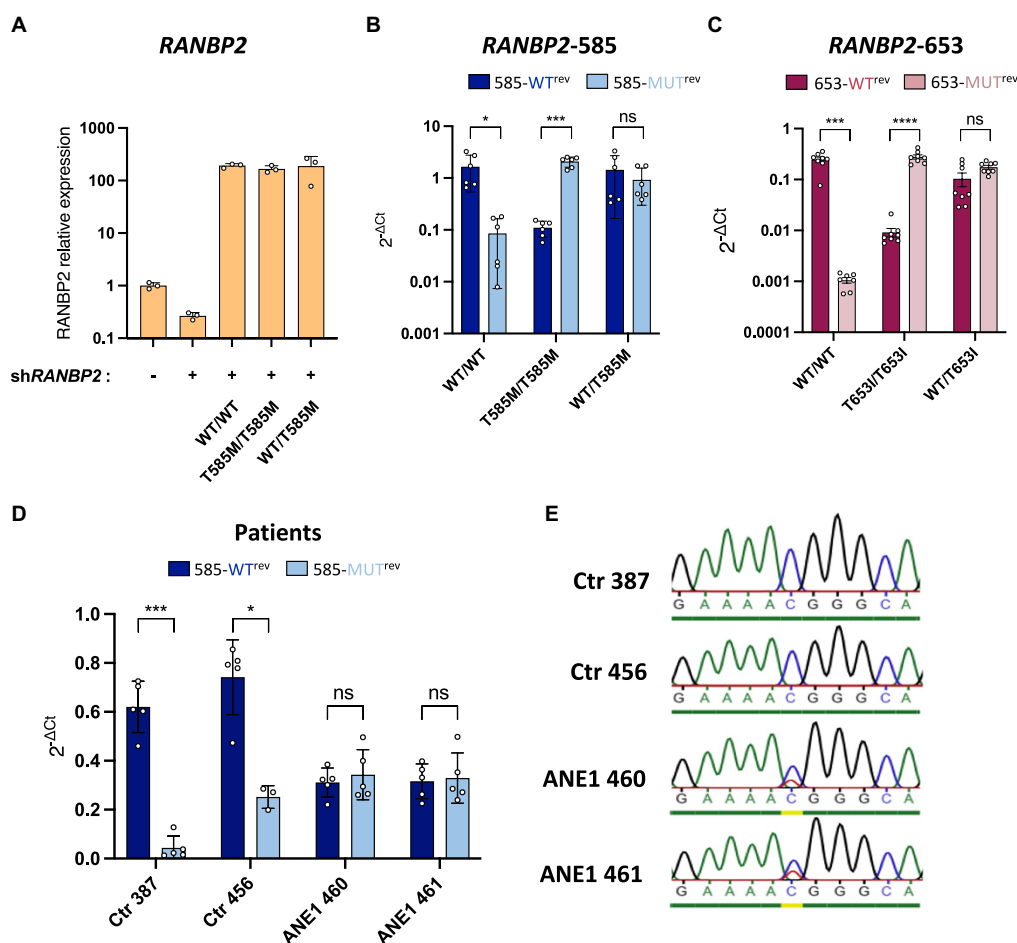 A
RANBP2
RANBP2 relative expression
1000
100
10
1
0.1
shRANBP2 : - + + + +
WT/WT
T585M/T585M
WT/T585M
B
RANBP2-585
585-WTrev 585-MUTrev
2-ΔCt
10
1
0.1
0.01
0.001
* *** ns
WT/WT
T585M/T585M
WT/T585M
C
RANBP2-653
653-WTrev 653-MUTrev
2-ΔCt
1
0.1
0.01
0.001
0.0001
*** **** ns
WT/WT
T653I/T653I
WT/T653I
D
Patients
585-WTrev 585-MUTrev
2-ΔCt
1.0
0.8
0.6
0.4
0.2
0.0
*** * ns ns
Ctr 387
Ctr 456
ANE1 460
ANE1 461
E
Ctr 387
G A A A A C G G G C A
Ctr 456
G A A A A C G G G C A
ANE1 460
G A A A A C G G G C A
ANE1 461
G A A A A C G G G C A